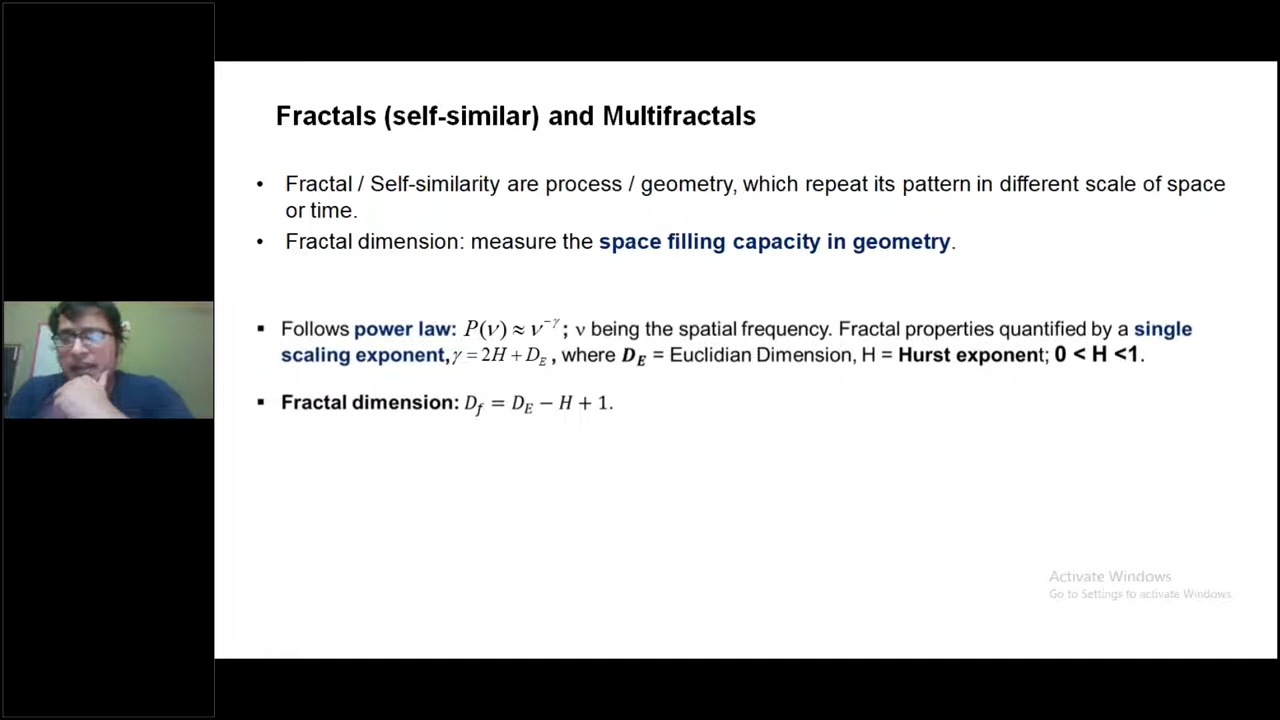 Fractals (self-similar) and Multifractals
• Fractal / Self-similarity are process / geometry, which repeat its pattern in different scale of space
or time.
• Fractal dimension: measure the space filling capacity in geometry.
▪ Follows power law: P(ν) ≈ ν^−γ ; ν being the spatial frequency. Fractal properties quantified by a single
scaling exponent, γ = 2H + D_E , where D_E = Euclidian Dimension, H = Hurst exponent; 0 < H <1.
▪ Fractal dimension: D_f = D_E − H + 1.
Activate Windows
Go to Settings to activate Windows.